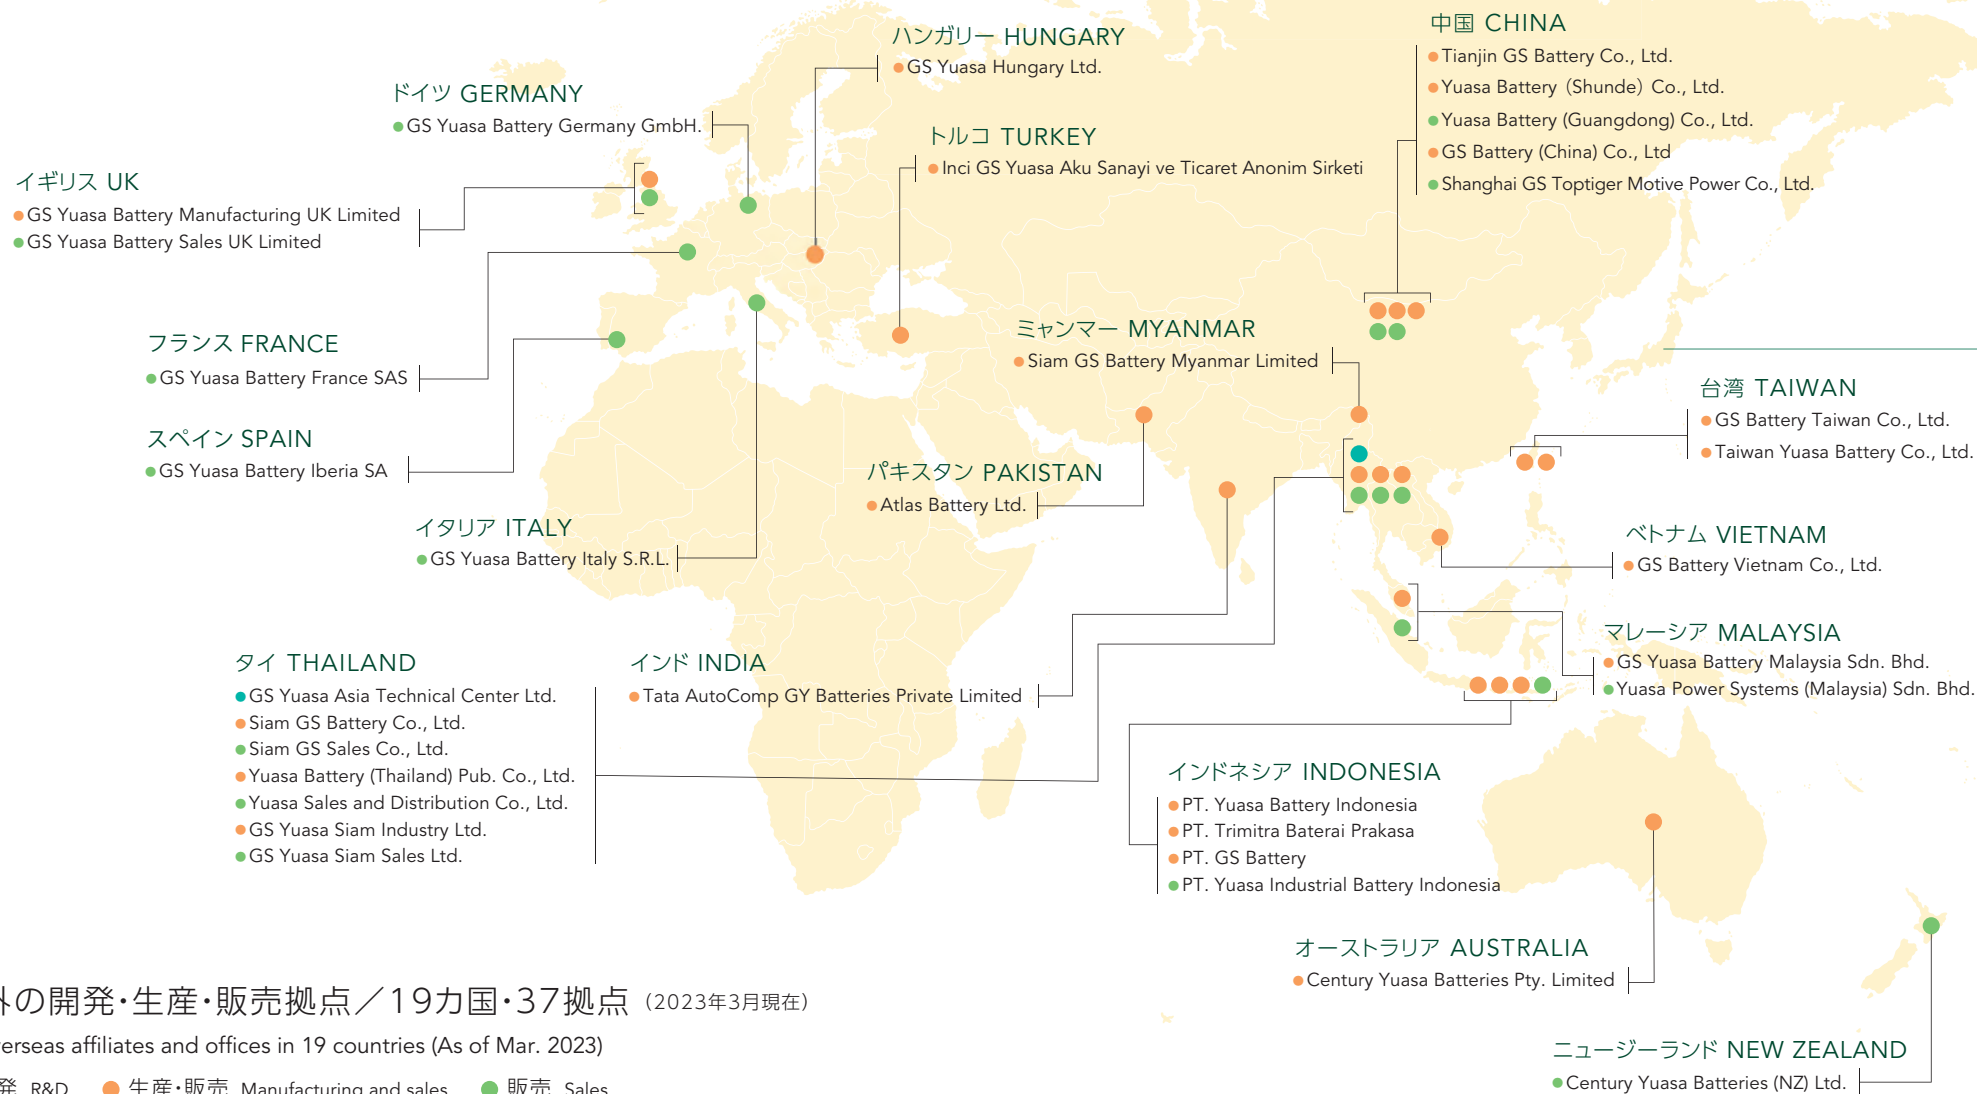 ハンガリー HUNGARY
GS Yuasa Hungary Ltd.
中国 CHINA
Tianjin GS Battery Co., Ltd.
Yuasa Battery（Shunde）Co., Ltd.
Yuasa Battery (Guangdong) Co., Ltd.
GS Battery (China) Co., Ltd
Shanghai GS Toptiger Motive Power Co., Ltd.
ドイツ GERMANY
GS Yuasa Battery Germany GmbH.
トルコ TURKEY
Inci GS Yuasa Aku Sanayi ve Ticaret Anonim Sirketi
イギリス UK
GS Yuasa Battery Manufacturing UK Limited
GS Yuasa Battery Sales UK Limited
フランス FRANCE
GS Yuasa Battery France SAS
ミャンマー MYANMAR
Siam GS Battery Myanmar Limited
台湾 TAIWAN
GS Battery Taiwan Co., Ltd.
Taiwan Yuasa Battery Co., Ltd.
スペイン SPAIN
GS Yuasa Battery Iberia SA
パキスタン PAKISTAN
Atlas Battery Ltd.
イタリア ITALY
GS Yuasa Battery Italy S.R.L.
ベトナム VIETNAM
GS Battery Vietnam Co., Ltd.
マレーシア MALAYSIA
GS Yuasa Battery Malaysia Sdn. Bhd.
Yuasa Power Systems (Malaysia) Sdn. Bhd.
タイ THAILAND
GS Yuasa Asia Technical Center Ltd.
Siam GS Battery Co., Ltd.
Siam GS Sales Co., Ltd.
Yuasa Battery (Thailand) Pub. Co., Ltd.
Yuasa Sales and Distribution Co., Ltd.
GS Yuasa Siam Industry Ltd.
GS Yuasa Siam Sales Ltd.
インド INDIA
Tata AutoComp GY Batteries Private Limited
インドネシア INDONESIA
PT. Yuasa Battery Indonesia
PT. Trimitra Baterai Prakasa
PT. GS Battery
PT. Yuasa Industrial Battery Indonesia
オーストラリア AUSTRALIA
Century Yuasa Batteries Pty. Limited
ニュージーランド NEW ZEALAND
Century Yuasa Batteries (NZ) Ltd.
外の開発・生産・販売拠点／19カ国・37拠点（2023年3月現在）
erseas affiliates and offices in 19 countries (As of Mar. 2023)
発 R&D 生産・販売 Manufacturing and sales 販売 Sales